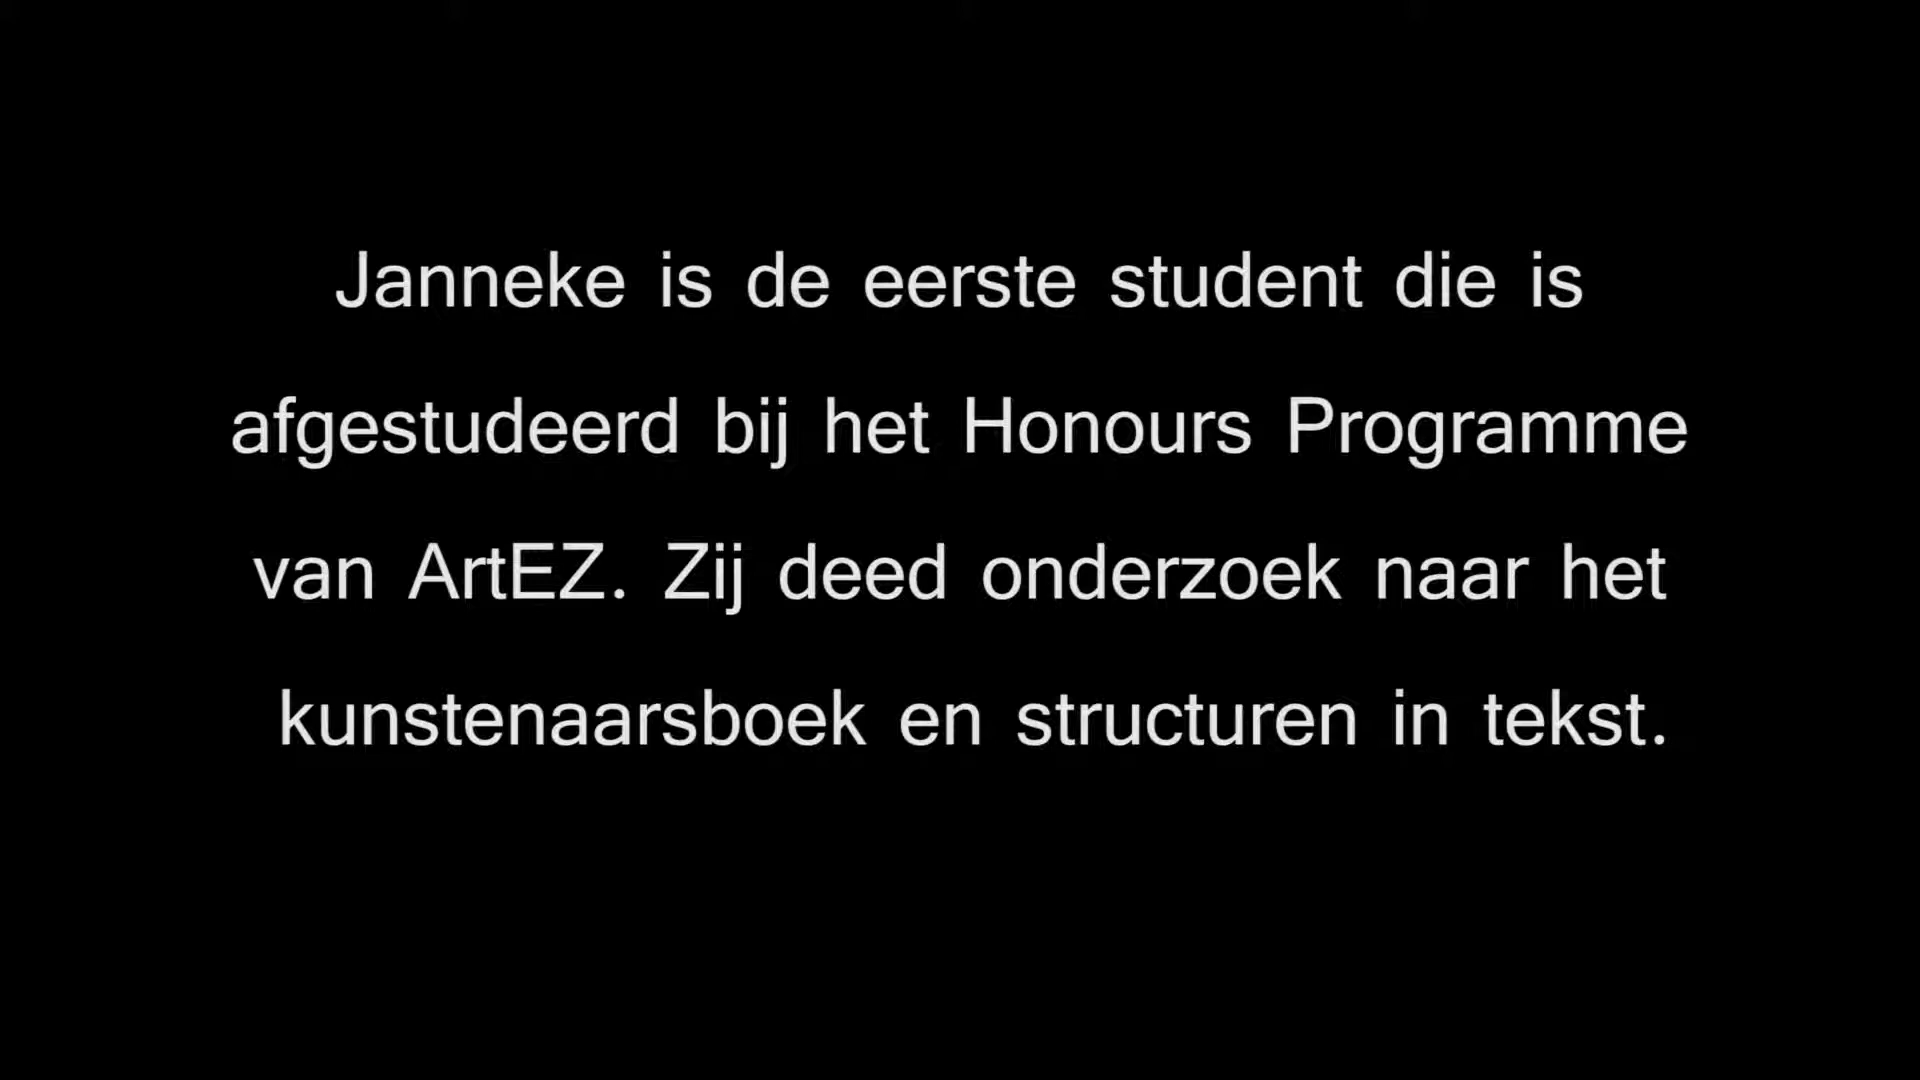 Janneke is de eerste student die is
afgestudeerd bij het Honours Programme
van ArtEZ. Zij deed onderzoek naar het
kunstenaarsboek en structuren in tekst.